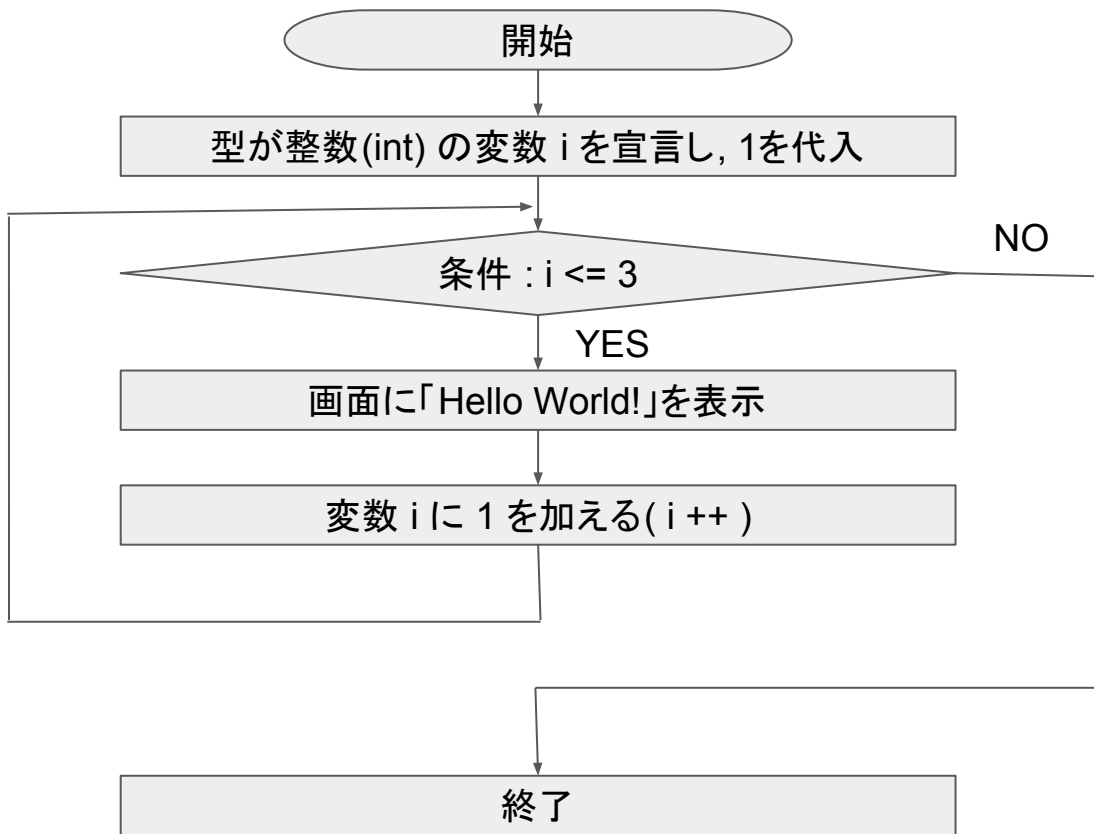 開始
型が整数(int) の変数 i を宣言し, 1を代入
NO
条件 : i <= 3
YES
画面に「Hello World!」を表示
変数 i に 1 を加える( i ++ )
終了